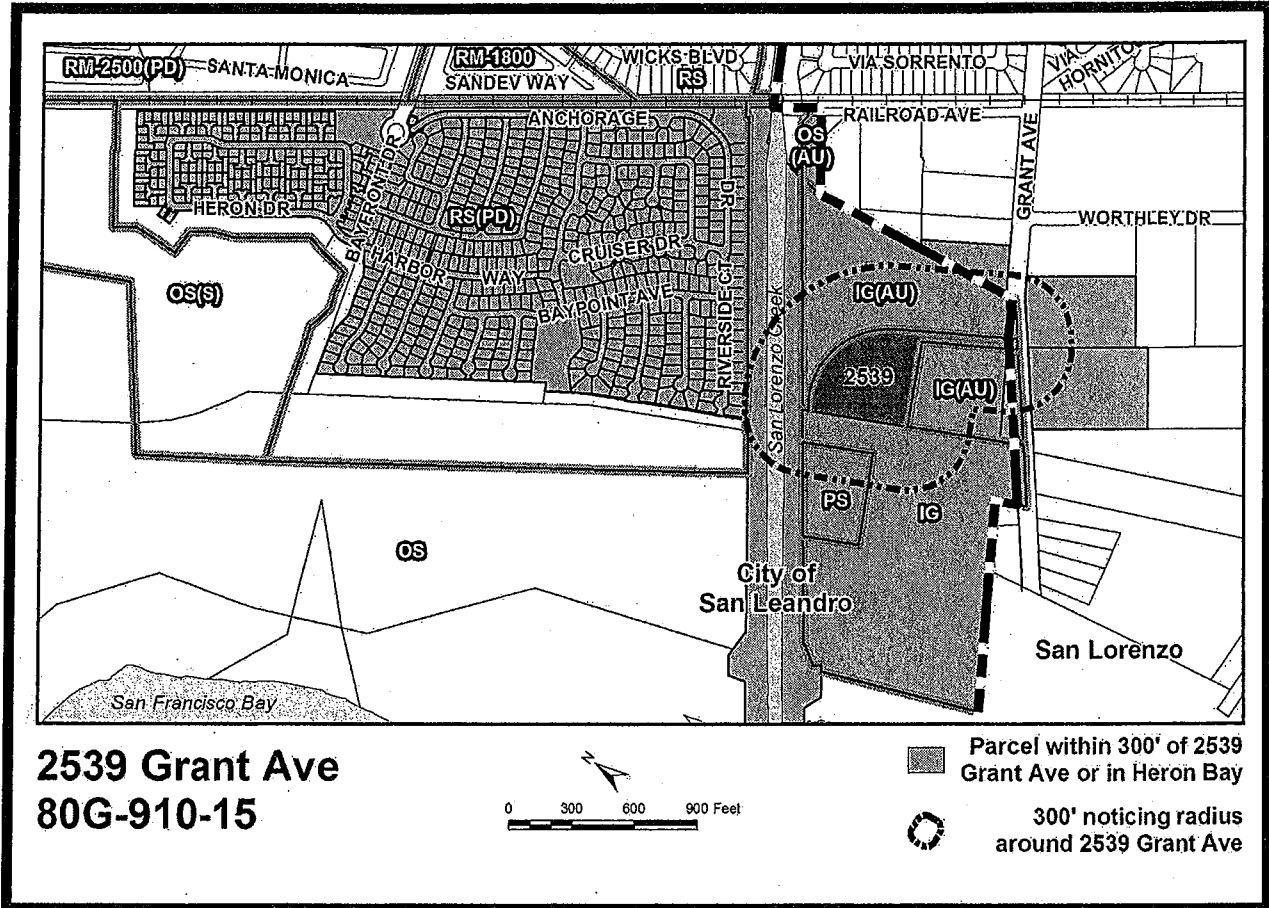 RM-2500(PD)
SANTA MONICA
RM-1800
SANDEV WAY
WICKS BLVD
RS
VIA SORRENTO
VIA
HORNITO
ANCHORAGE
DR
RAILROAD AVE
OS
(AU)
GRANT AVE
WORTHLEY DR
HERON DR
BAYFRONT DR
RS(PD)
HARBOR
WAY
CRUISER DR
BAYPOINT AVE
RIVERSIDE CT
OS(S)
San Lorenzo Creek
IG(AU)
2539
IG(AU)
PS
IG
OS
City of
San Leandro
San Lorenzo
San Francisco Bay
2539 Grant Ave
80G-910-15
N
0 300 600 900 Feet
Parcel within 300' of 2539
Grant Ave or in Heron Bay
300' noticing radius
around 2539 Grant Ave